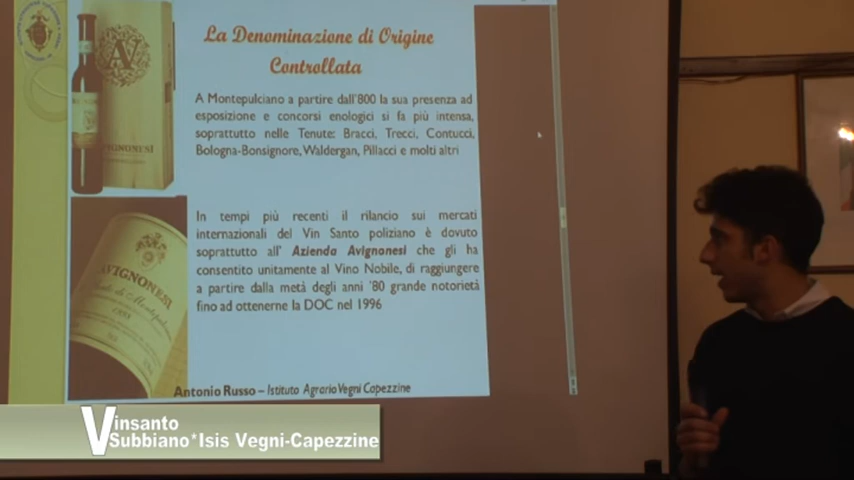 La Denominazione di Origine
Controllata
A Montepulciano a partire dall'800 la sua presenza ad
esposizione e concorsi enologici si fa più intensa,
soprattutto nelle Tenute: Bracci, Trecci, Contucci,
Bologna-Bonsignore, Waldergan, Pillacci e molti altri
In tempi più recenti il rilancio sui mercati
internazionali del Vin Santo poliziano è dovuto
soprattutto all' Azienda Avignonesi che gli ha
consentito unitamente al Vino Nobile, di raggiungere
a partire dalla metà degli anni '80 grande notorietà
fino ad ottenerne la DOC nel 1996
AVIGNONESI
AVIGNONESI
1988
Antonio Russo – Istituto Agrario Vegni Capezzine
Vinsanto
Subbiano*Isis Vegni-Capezzine